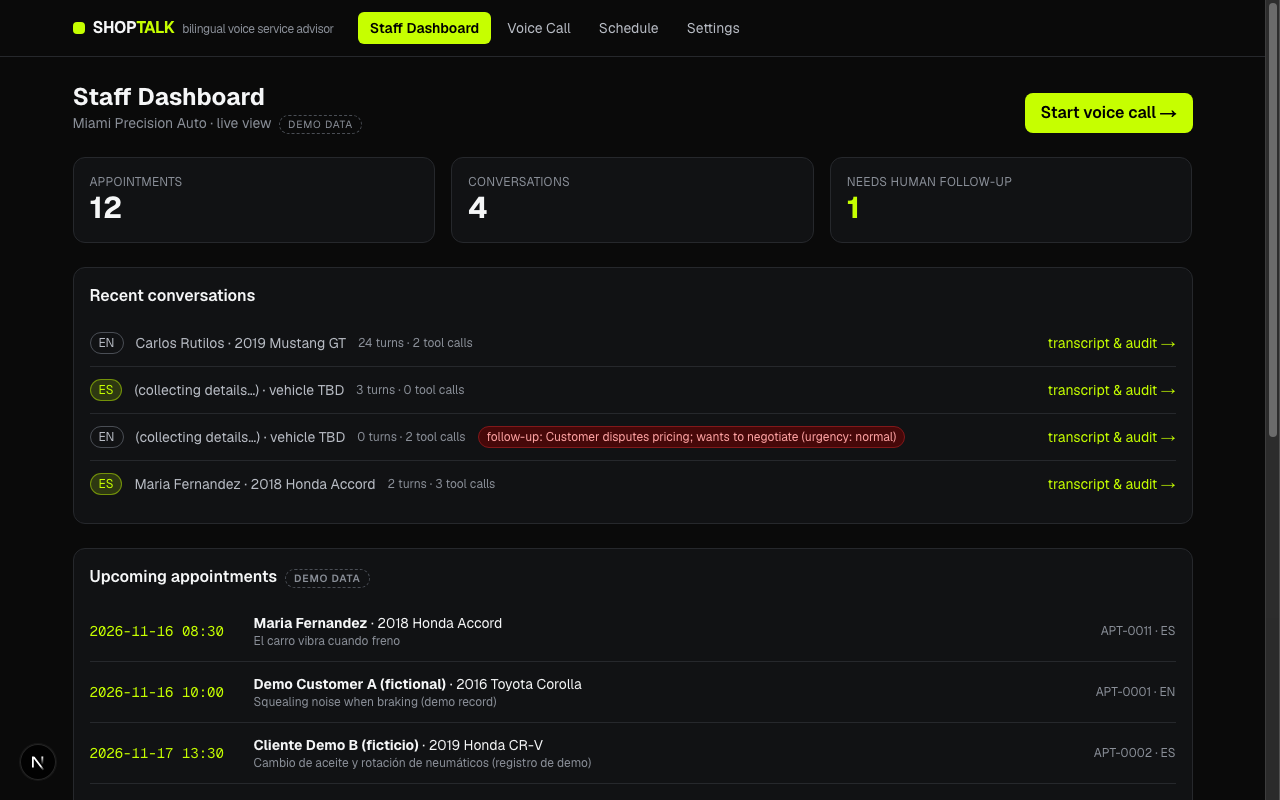 SHOPTALK bilingual voice service advisor Staff Dashboard Voice Call Schedule Settings
Staff Dashboard
Miami Precision Auto · live view DEMO DATA
Start voice call →
APPOINTMENTS
12
CONVERSATIONS
4
NEEDS HUMAN FOLLOW-UP
1
Recent conversations
EN Carlos Rutilos · 2019 Mustang GT 24 turns · 2 tool calls transcript & audit →
ES (collecting details…) · vehicle TBD 3 turns · 0 tool calls transcript & audit →
EN (collecting details…) · vehicle TBD 0 turns · 2 tool calls follow-up: Customer disputes pricing; wants to negotiate (urgency: normal) transcript & audit →
ES Maria Fernandez · 2018 Honda Accord 2 turns · 3 tool calls transcript & audit →
Upcoming appointments DEMO DATA
2026-11-16 08:30 Maria Fernandez · 2018 Honda Accord APT-0011 · ES
El carro vibra cuando freno
2026-11-16 10:00 Demo Customer A (fictional) · 2016 Toyota Corolla APT-0001 · EN
Squealing noise when braking (demo record)
2026-11-17 13:30 Cliente Demo B (ficticio) · 2019 Honda CR-V APT-0002 · ES
Cambio de aceite y rotación de neumáticos (registro de demo)
N